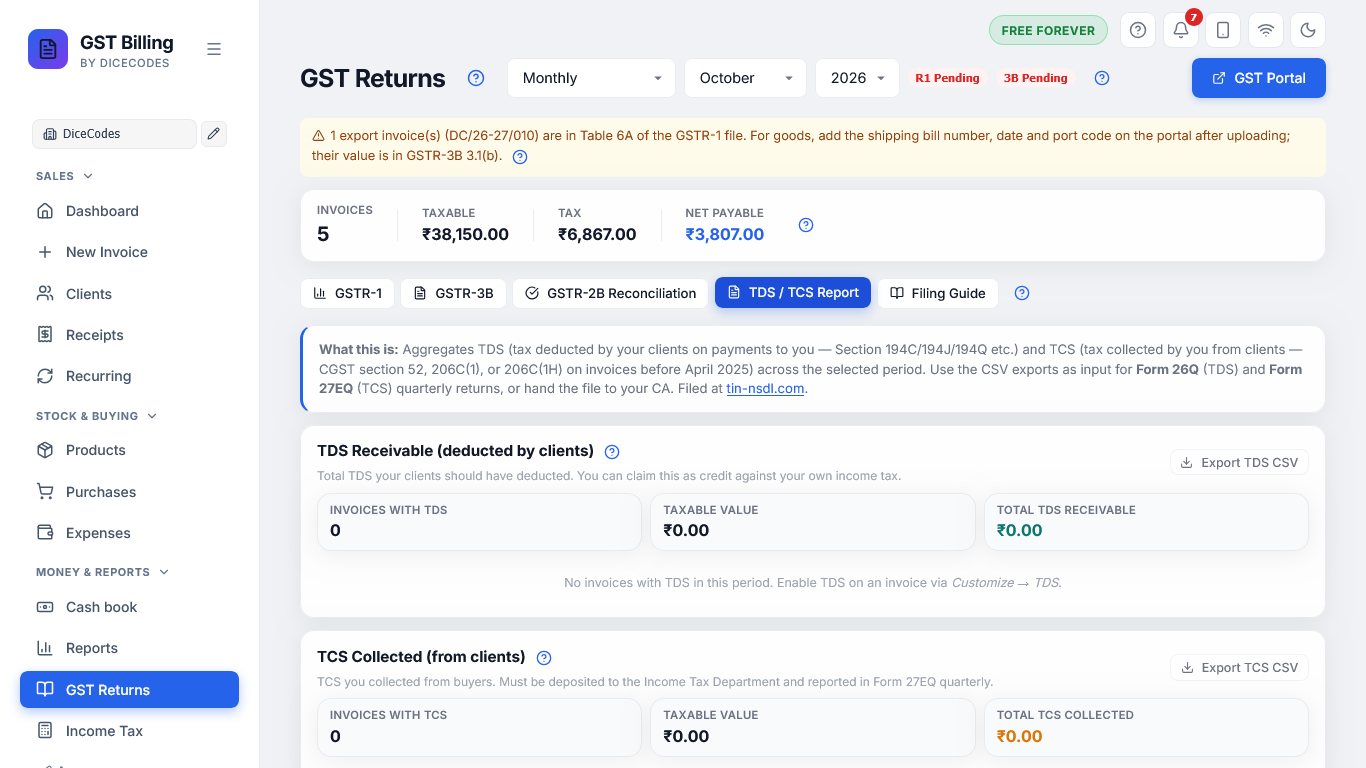 GST Billing
BY DICECODES
DiceCodes
SALES
Dashboard
New Invoice
Clients
Receipts
Recurring
STOCK & BUYING
Products
Purchases
Expenses
MONEY & REPORTS
Cash book
Reports
GST Returns
Income Tax
FREE FOREVER
7
GST Returns
Monthly
October
2026
R1 Pending
3B Pending
GST Portal
1 export invoice(s) (DC/26-27/010) are in Table 6A of the GSTR-1 file. For goods, add the shipping bill number, date and port code on the portal after uploading;
their value is in GSTR-3B 3.1(b).
INVOICES
5
TAXABLE
₹38,150.00
TAX
₹6,867.00
NET PAYABLE
₹3,807.00
GSTR-1
GSTR-3B
GSTR-2B Reconciliation
TDS / TCS Report
Filing Guide
What this is: Aggregates TDS (tax deducted by your clients on payments to you — Section 194C/194J/194Q etc.) and TCS (tax collected by you from clients —
CGST section 52, 206C(1), or 206C(1H) on invoices before April 2025) across the selected period. Use the CSV exports as input for Form 26Q (TDS) and Form
27EQ (TCS) quarterly returns, or hand the file to your CA. Filed at tin-nsdl.com.
TDS Receivable (deducted by clients)
Total TDS your clients should have deducted. You can claim this as credit against your own income tax.
Export TDS CSV
INVOICES WITH TDS
0
TAXABLE VALUE
₹0.00
TOTAL TDS RECEIVABLE
₹0.00
No invoices with TDS in this period. Enable TDS on an invoice via Customize → TDS.
TCS Collected (from clients)
TCS you collected from buyers. Must be deposited to the Income Tax Department and reported in Form 27EQ quarterly.
Export TCS CSV
INVOICES WITH TCS
0
TAXABLE VALUE
₹0.00
TOTAL TCS COLLECTED
₹0.00